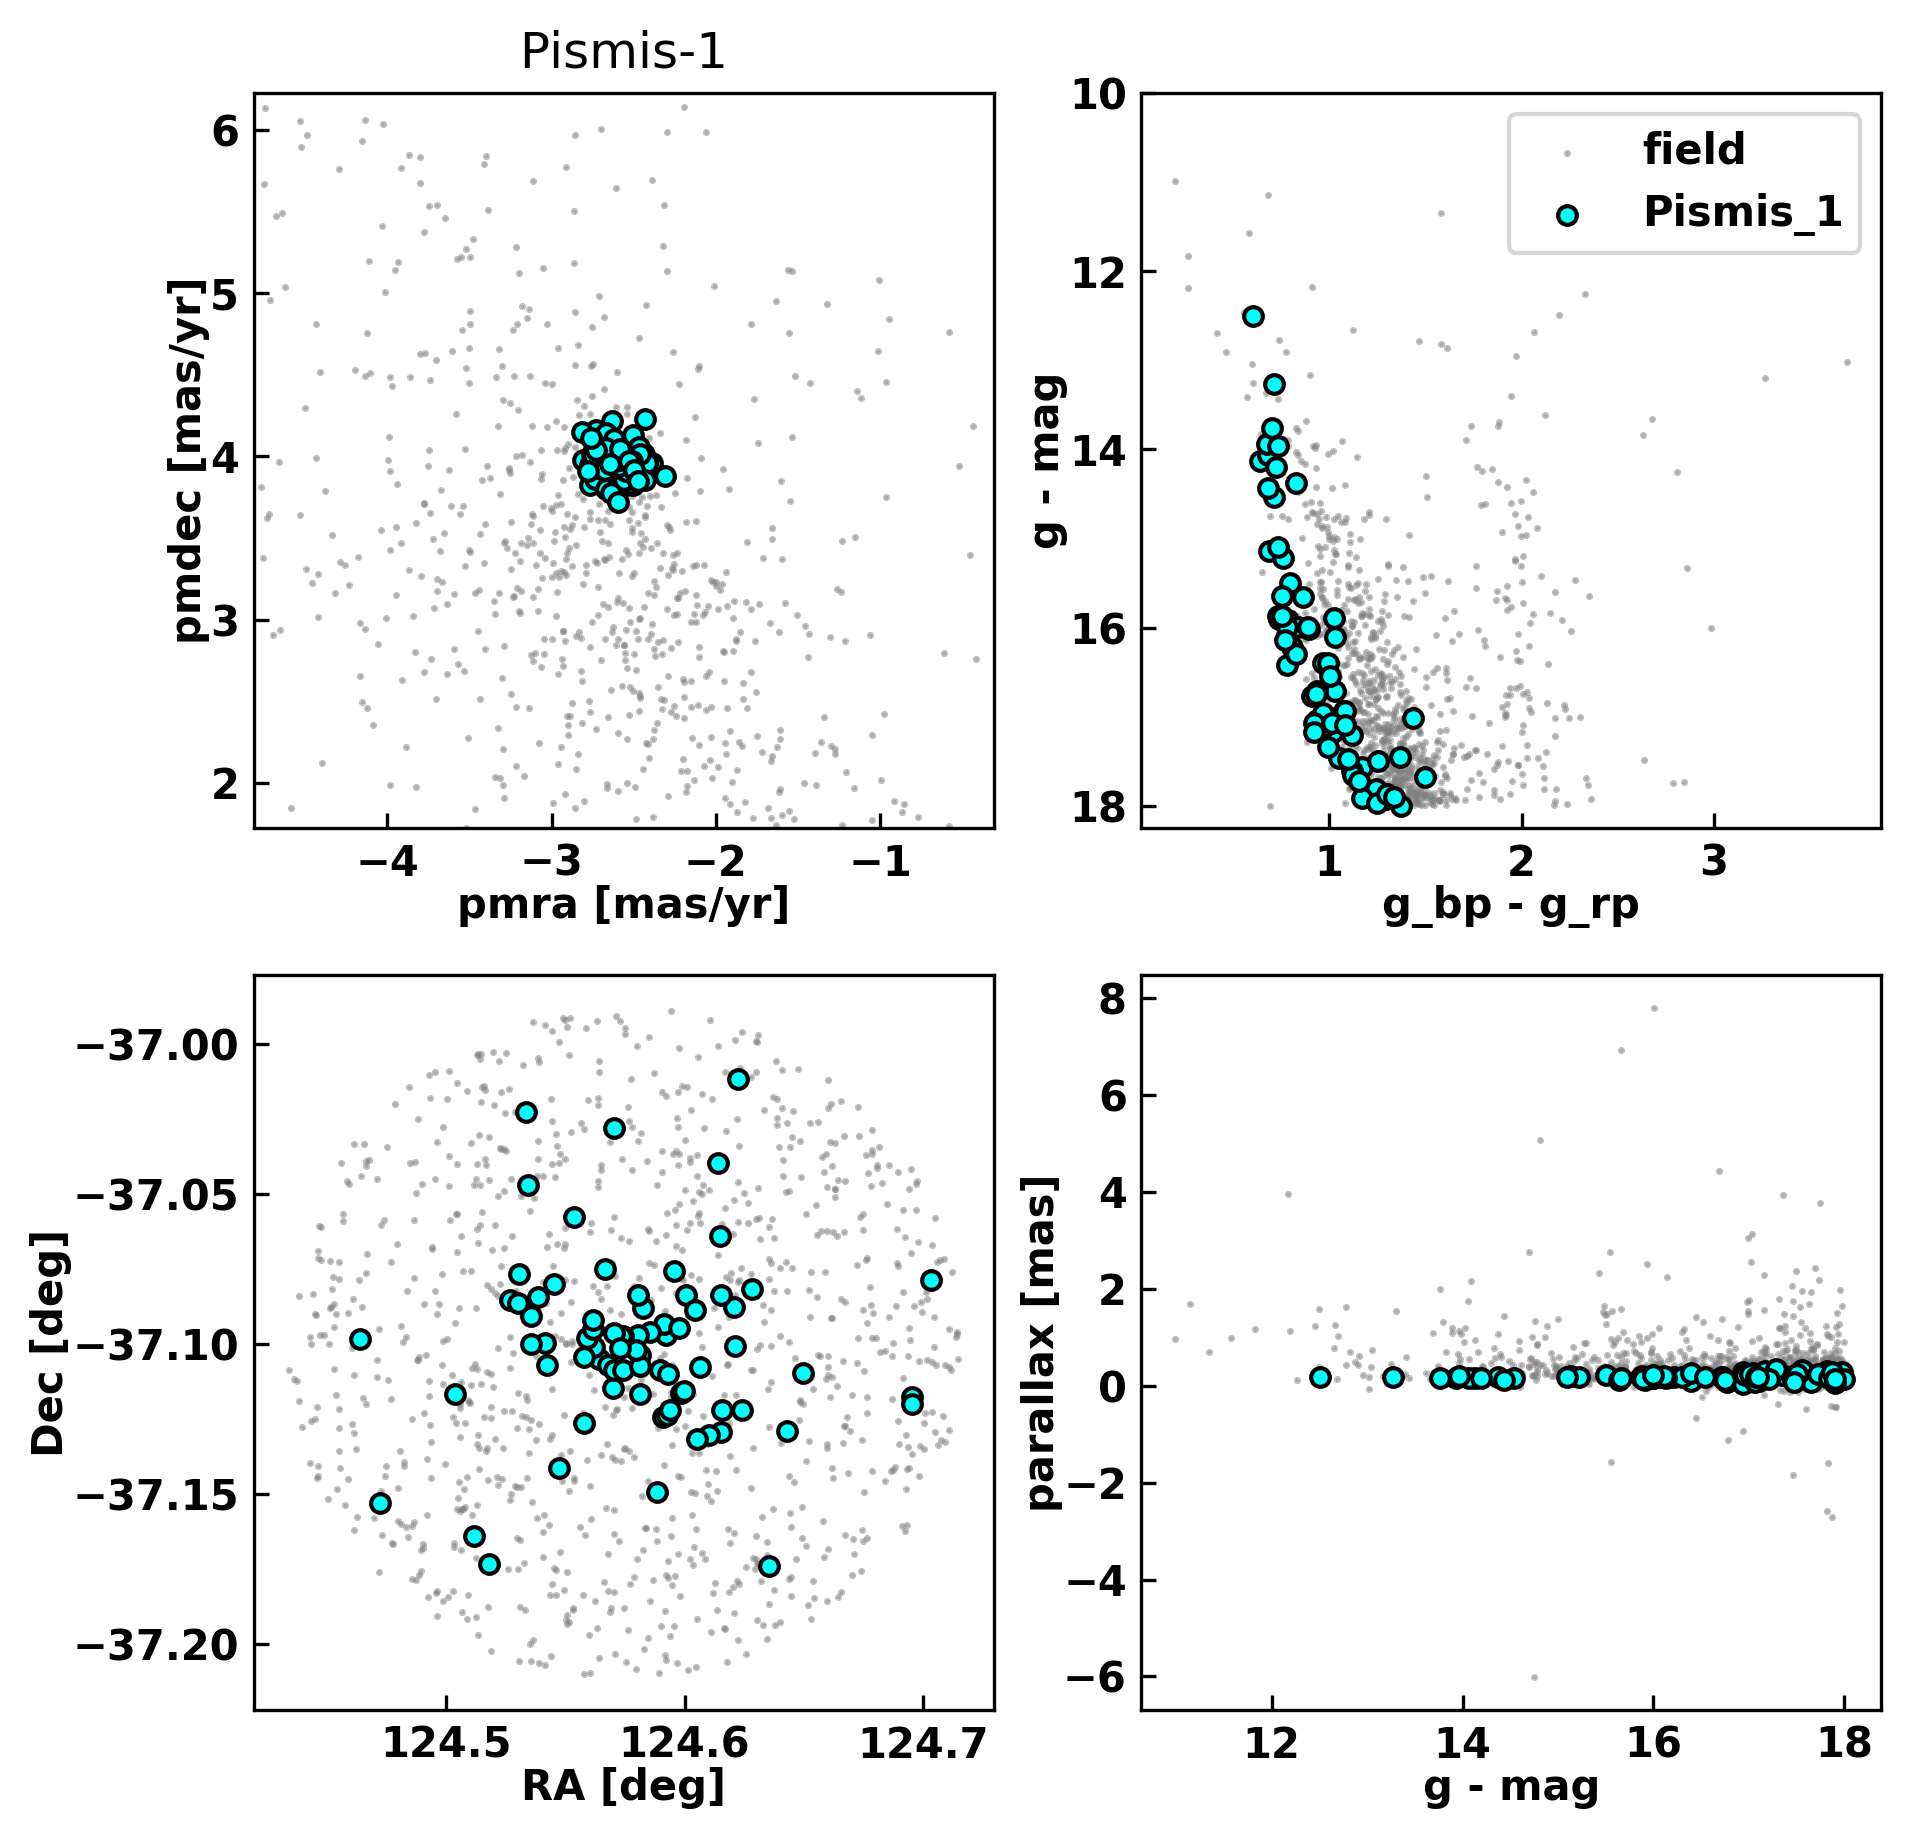 Pismis-1
6
5
4
3
2
pmdec [mas/yr]
−4 −3 −2 −1
pmra [mas/yr]
10
12
14
16
18
g - mag
field
Pismis_1
1 2 3
g_bp - g_rp
−37.00
−37.05
−37.10
−37.15
−37.20
Dec [deg]
124.5 124.6 124.7
RA [deg]
8
6
4
2
0
−2
−4
−6
parallax [mas]
12 14 16 18
g - mag